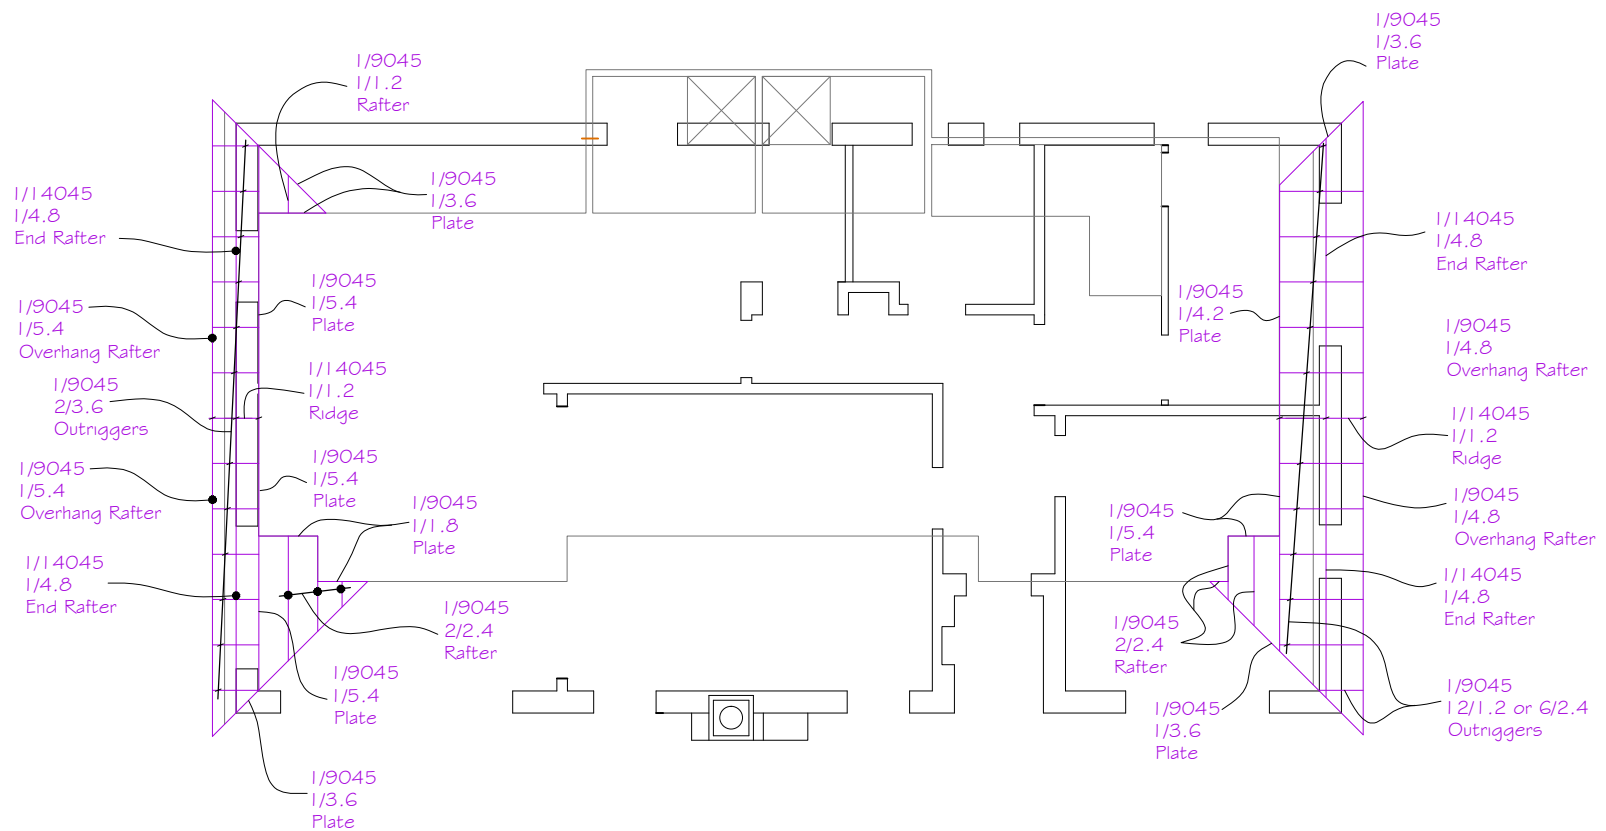 1/9045
1/3.6
Plate
1/9045
1/1.2
Rafter
1/9045
1/3.6
Plate
1/14045
1/4.8
End Rafter
1/14045
1/4.8
End Rafter
1/9045
1/5.4
Plate
1/9045
1/4.2
Plate
1/9045
1/5.4
Overhang Rafter
1/9045
1/4.8
Overhang Rafter
1/14045
1/1.2
Ridge
1/9045
2/3.6
Outriggers
1/14045
1/1.2
Ridge
1/9045
1/5.4
Plate
1/9045
1/5.4
Overhang Rafter
1/9045
1/4.8
Overhang Rafter
1/9045
1/1.8
Plate
1/9045
1/5.4
Plate
1/14045
1/4.8
End Rafter
1/14045
1/4.8
End Rafter
1/9045
2/2.4
Rafter
1/9045
2/2.4
Rafter
1/9045
1/5.4
Plate
1/9045
12/1.2 or 6/2.4
Outriggers
1/9045
1/3.6
Plate
1/9045
1/3.6
Plate